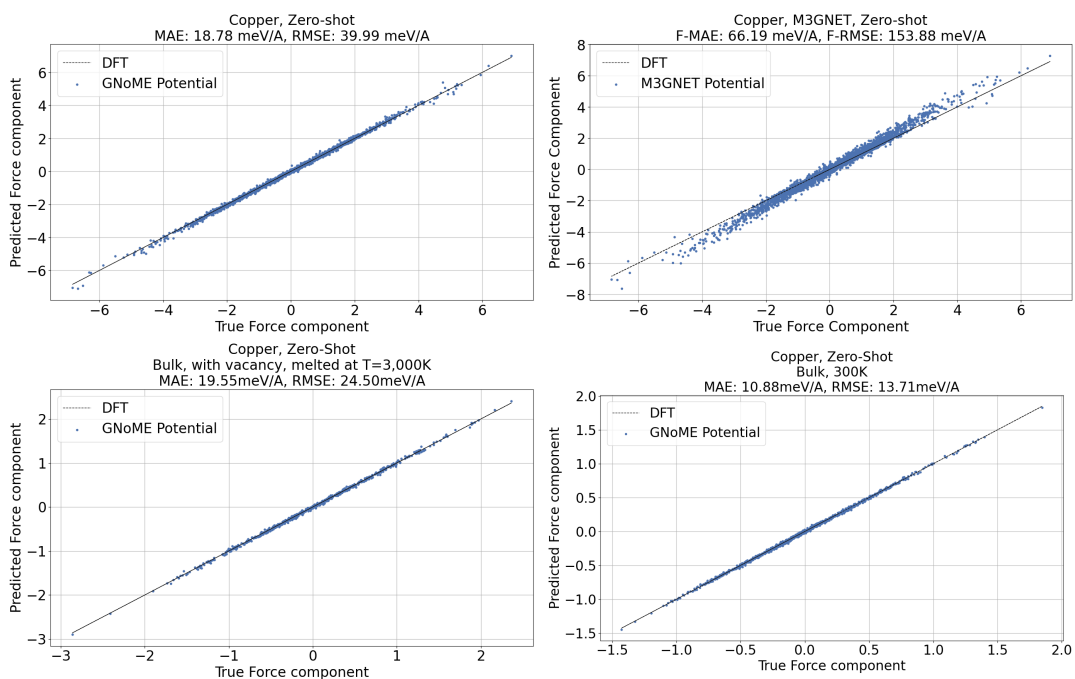 Copper, Zero-shot
MAE: 18.78 meV/A, RMSE: 39.99 meV/A
DFT
GNoME Potential
6
4
2
0
−2
−4
−6
−6
−4
−2
0
2
4
6
Predicted Force component
True Force component
Copper, M3GNET, Zero-shot
F-MAE: 66.19 meV/A, F-RMSE: 153.88 meV/A
DFT
M3GNET Potential
8
6
4
2
0
−2
−4
−6
−8
−6
−4
−2
0
2
4
6
Predicted Force Component
True Force Component
Copper, Zero-Shot
Bulk, with vacancy, melted at T=3,000K
MAE: 19.55meV/A, RMSE: 24.50meV/A
DFT
GNoME Potential
2
1
0
−1
−2
−3
−3
−2
−1
0
1
2
Predicted Force component
True Force component
Copper, Zero-Shot
Bulk, 300K
MAE: 10.88meV/A, RMSE: 13.71meV/A
DFT
GNoME Potential
2.0
1.5
1.0
0.5
0.0
−0.5
−1.0
−1.5
−1.5
−1.0
−0.5
0.0
0.5
1.0
1.5
2.0
Predicted Force component
True Force component